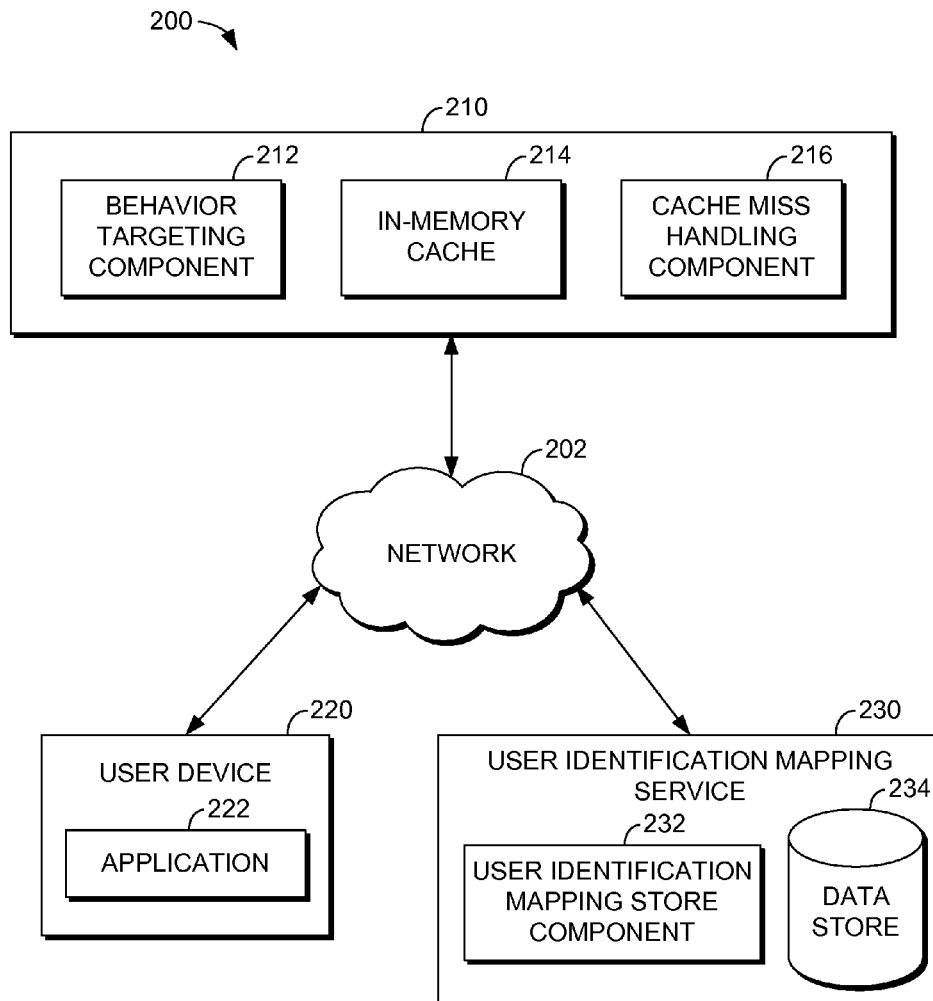 200
210
212
BEHAVIOR
TARGETING
COMPONENT
214
IN-MEMORY
CACHE
216
CACHE MISS
HANDLING
COMPONENT
202
NETWORK
220
USER DEVICE
222
APPLICATION
230
USER IDENTIFICATION MAPPING
SERVICE
232
USER IDENTIFICATION
MAPPING STORE
COMPONENT
234
DATA
STORE